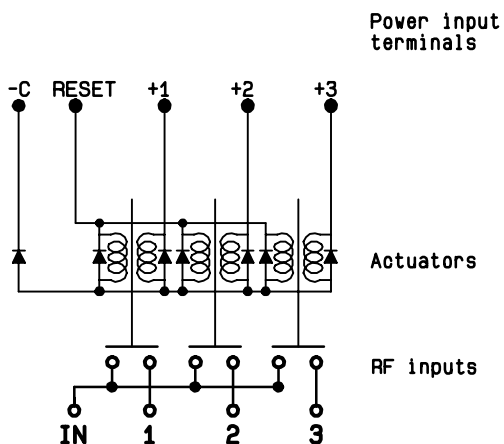 Power input
terminals
-C RESET +1 +2 +3
Actuators
RF inputs
IN 1 2 3